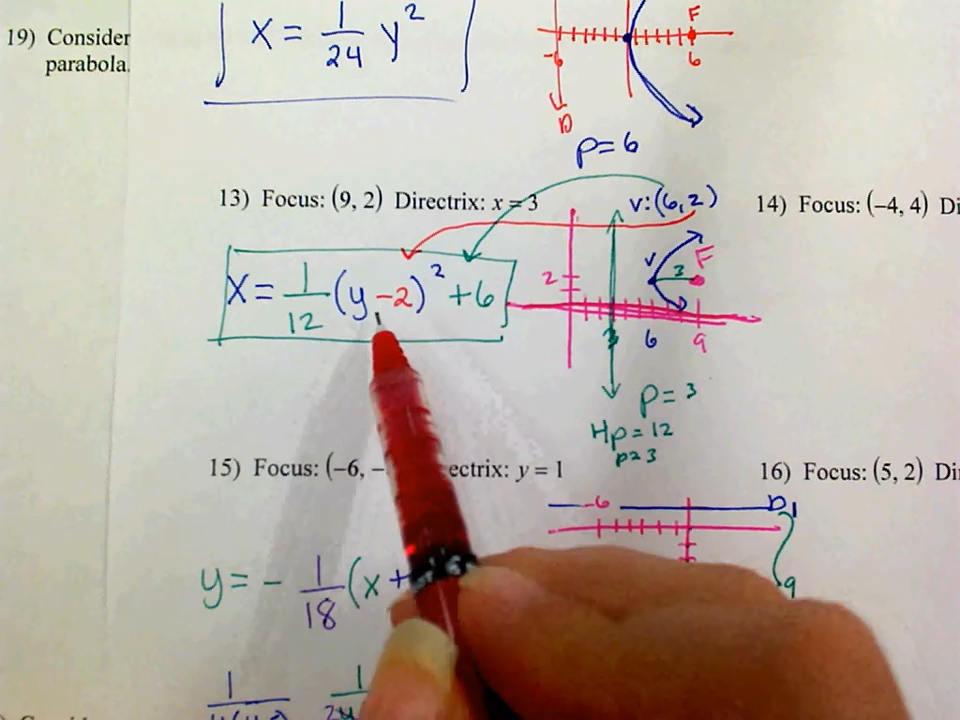 19) Consider
parabola.
x = 1/24 y²
F
-6
6
D
p=6
13) Focus: (9, 2) Directrix: x = 3
v:(6,2)
14) Focus: (−4, 4) Di
x = 1/12 (y -2)² +6
2
v
3
F
3
6
9
p=3
4p=12
p=3
15) Focus: (−6, − ectrix: y = 1
16) Focus: (5, 2) Di
-6
D
1
9
y = - 1/18 (x+
1
1